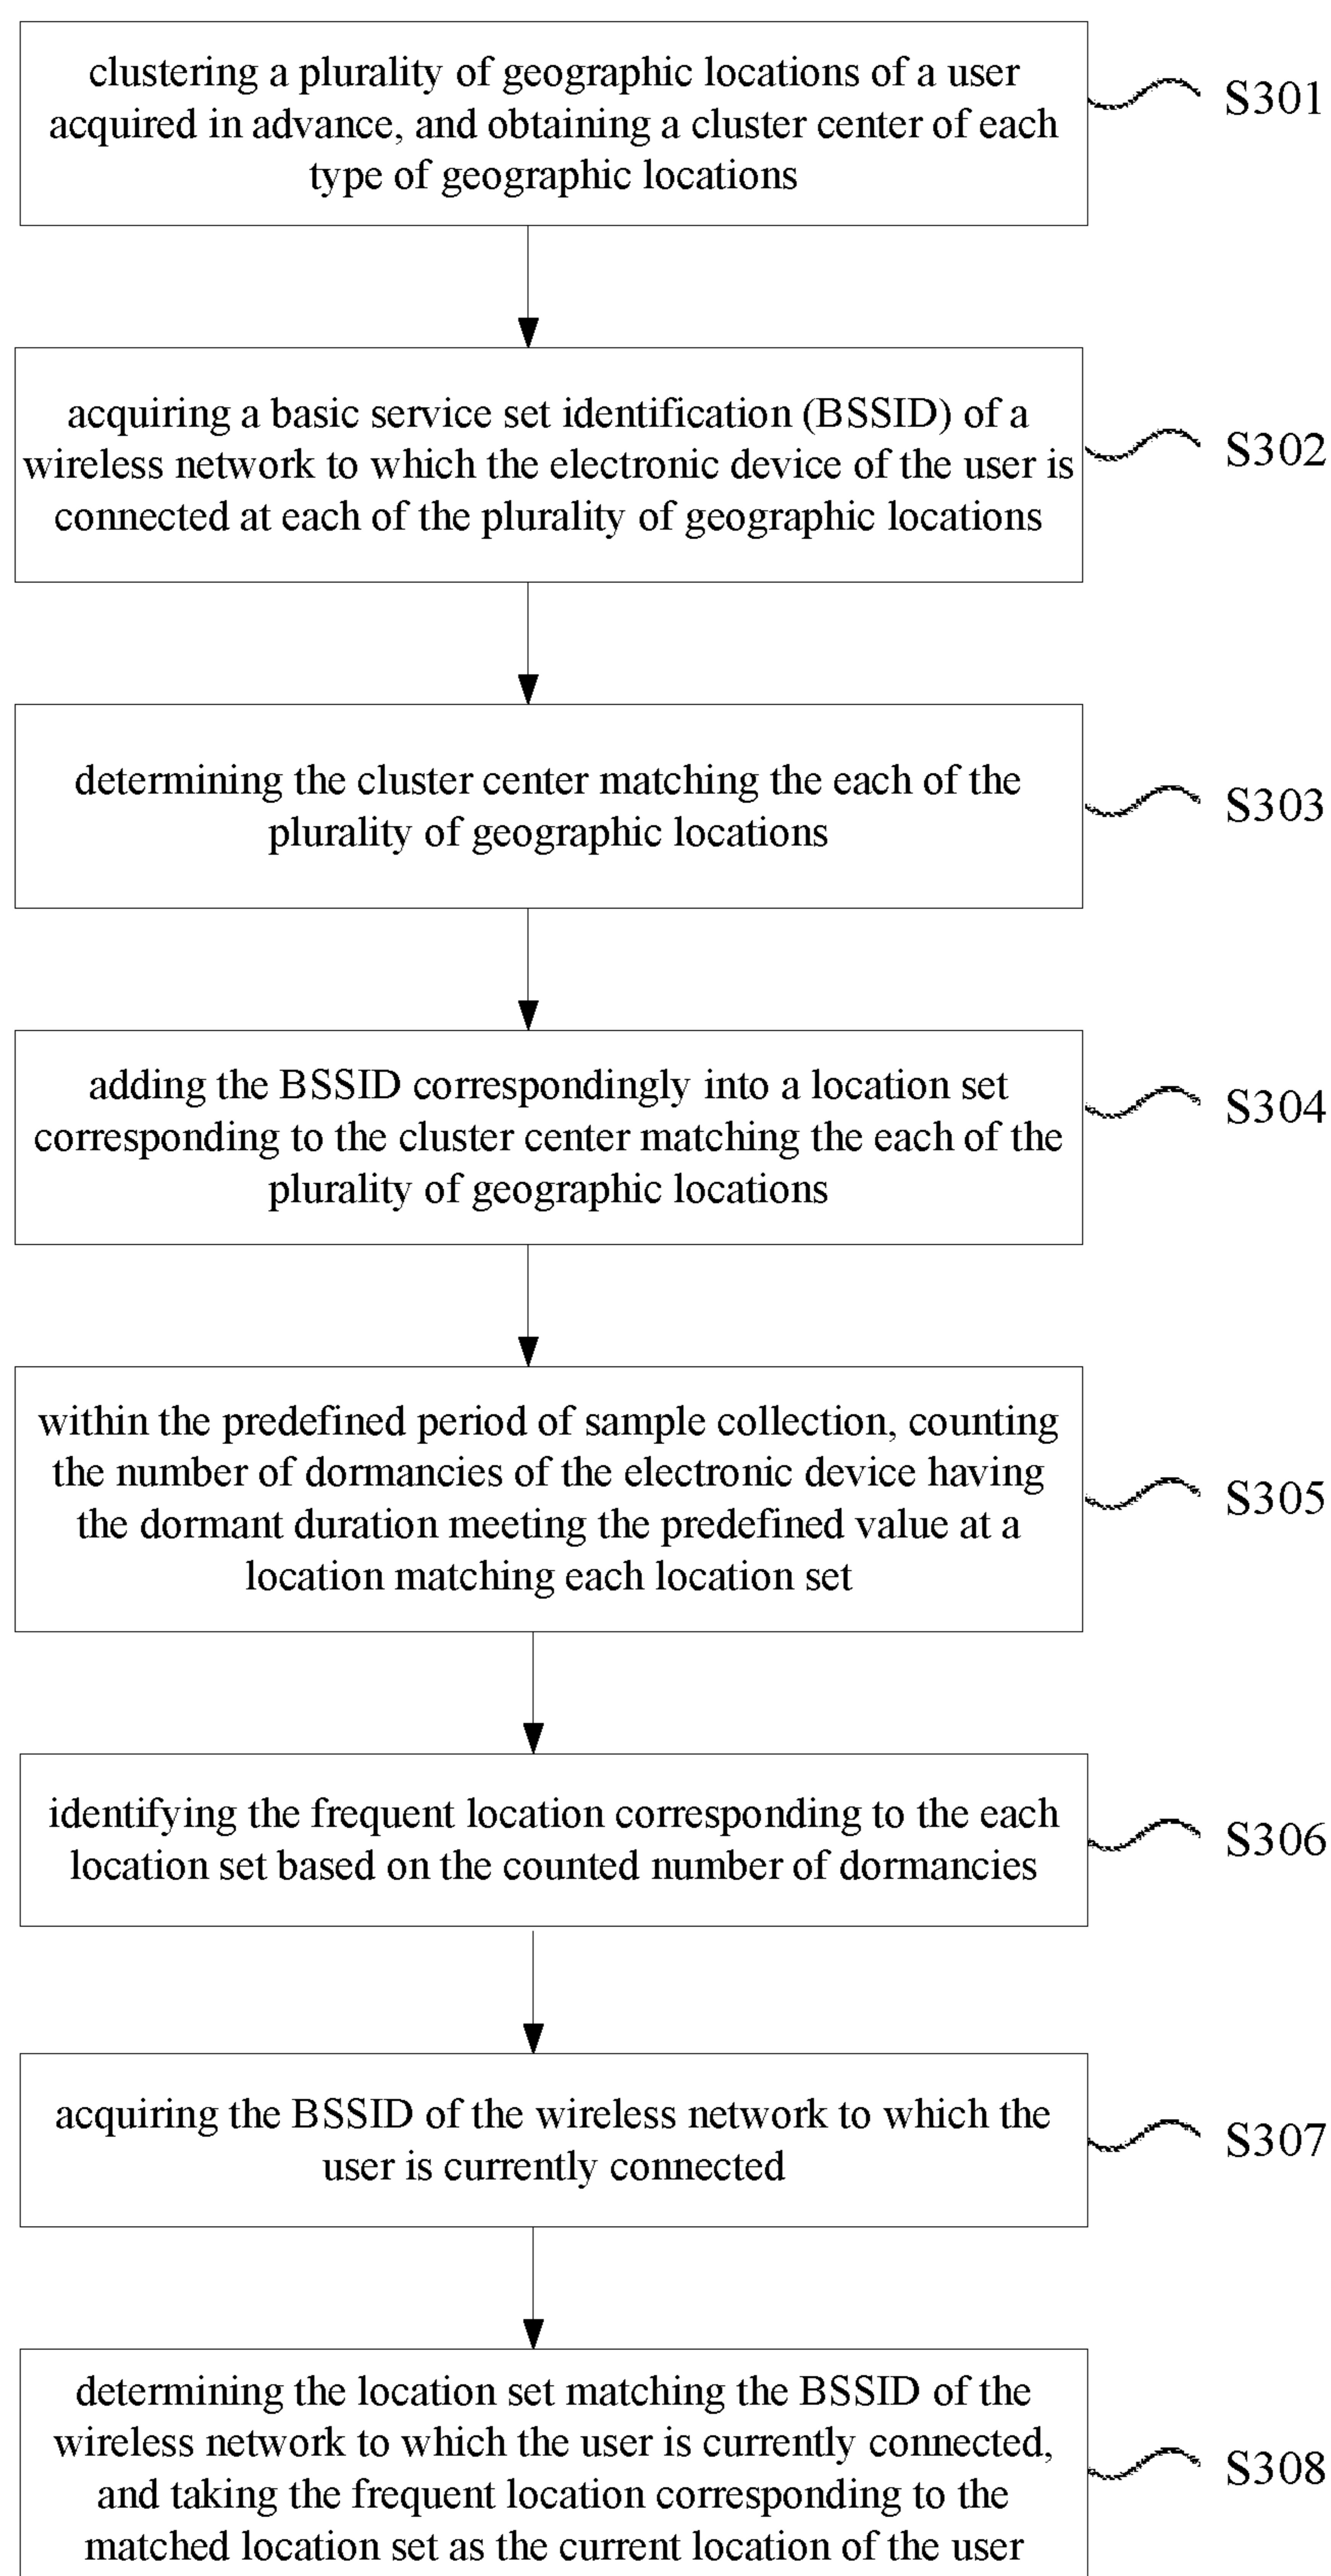 clustering a plurality of geographic locations of a user
acquired in advance, and obtaining a cluster center of each
type of geographic locations
S301
acquiring a basic service set identification (BSSID) of a
wireless network to which the electronic device of the user is
connected at each of the plurality of geographic locations
S302
determining the cluster center matching the each of the
plurality of geographic locations
S303
adding the BSSID correspondingly into a location set
corresponding to the cluster center matching the each of the
plurality of geographic locations
S304
within the predefined period of sample collection, counting
the number of dormancies of the electronic device having
the dormant duration meeting the predefined value at a
location matching each location set
S305
identifying the frequent location corresponding to the each
location set based on the counted number of dormancies
S306
acquiring the BSSID of the wireless network to which the
user is currently connected
S307
determining the location set matching the BSSID of the
wireless network to which the user is currently connected,
and taking the frequent location corresponding to the
matched location set as the current location of the user
S308